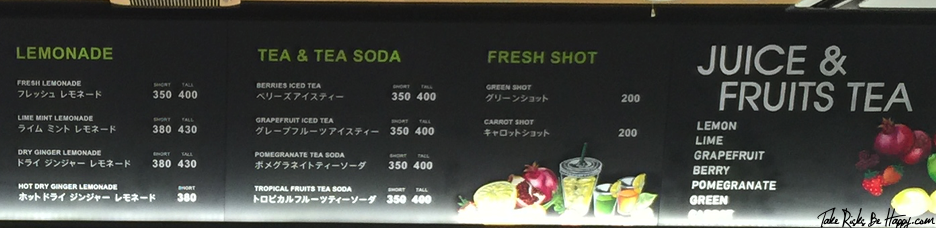 LEMONADE
FRESH LEMONADE SHORT TALL
フレッシュ レモネード 350 400
LIME MINT LEMONADE SHORT TALL
ライム ミント レモネード 380 430
DRY GINGER LEMONADE SHORT TALL
ドライ ジンジャー レモネード 380 430
HOT DRY GINGER LEMONADE SHORT
ホットドライ ジンジャー レモネード 380
TEA & TEA SODA
BERRIES ICED TEA SHORT TALL
ベリーズアイスティー 350 400
GRAPEFRUIT ICED TEA SHORT TALL
グレープフルーツアイスティー 350 400
POMEGRANATE TEA SODA SHORT TALL
ポメグラネイトティーソーダ 350 400
TROPICAL FRUITS TEA SODA SHORT TALL
トロピカルフルーツティーソーダ 350 400
FRESH SHOT
GREEN SHOT
グリーンショット 200
CARROT SHOT
キャロットショット 200
JUICE &
FRUITS TEA
LEMON
LIME
GRAPEFRUIT
BERRY
POMEGRANATE
GREEN
CARROT
Take Risks Be Happy.com